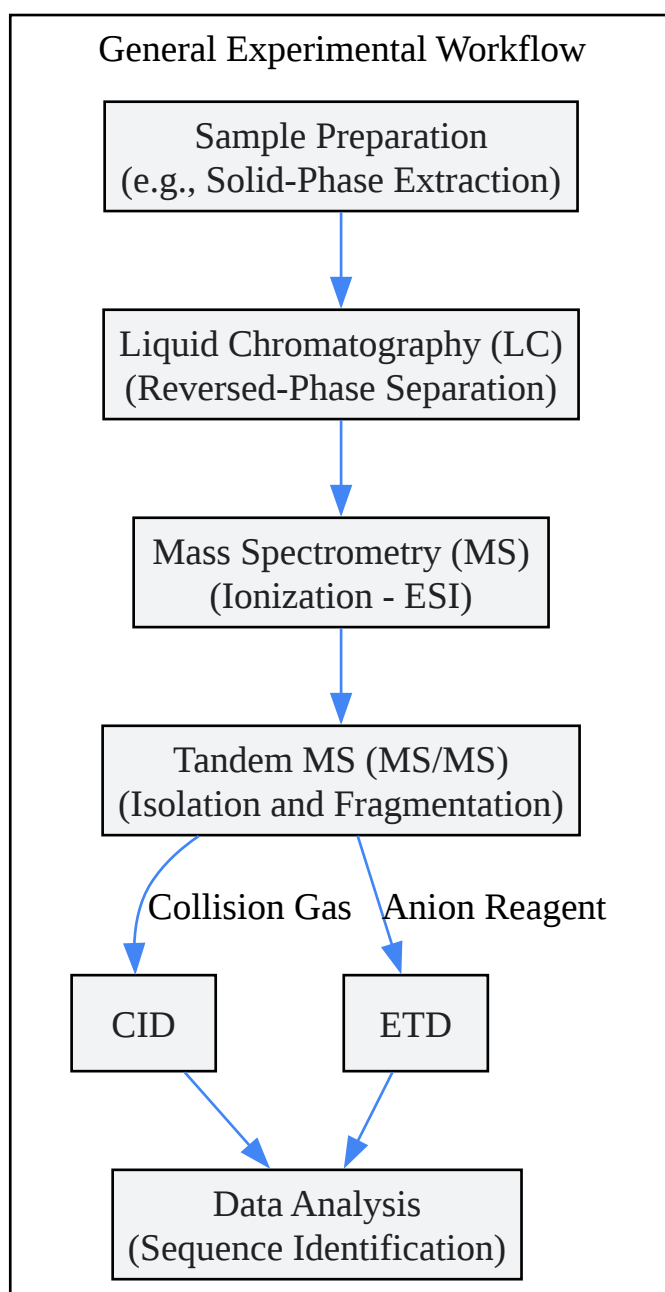 General Experimental Workflow
Sample Preparation
(e.g., Solid-Phase Extraction)
Liquid Chromatography (LC)
(Reversed-Phase Separation)
Mass Spectrometry (MS)
(Ionization - ESI)
Tandem MS (MS/MS)
(Isolation and Fragmentation)
Collision Gas
Anion Reagent
CID
ETD
Data Analysis
(Sequence Identification)